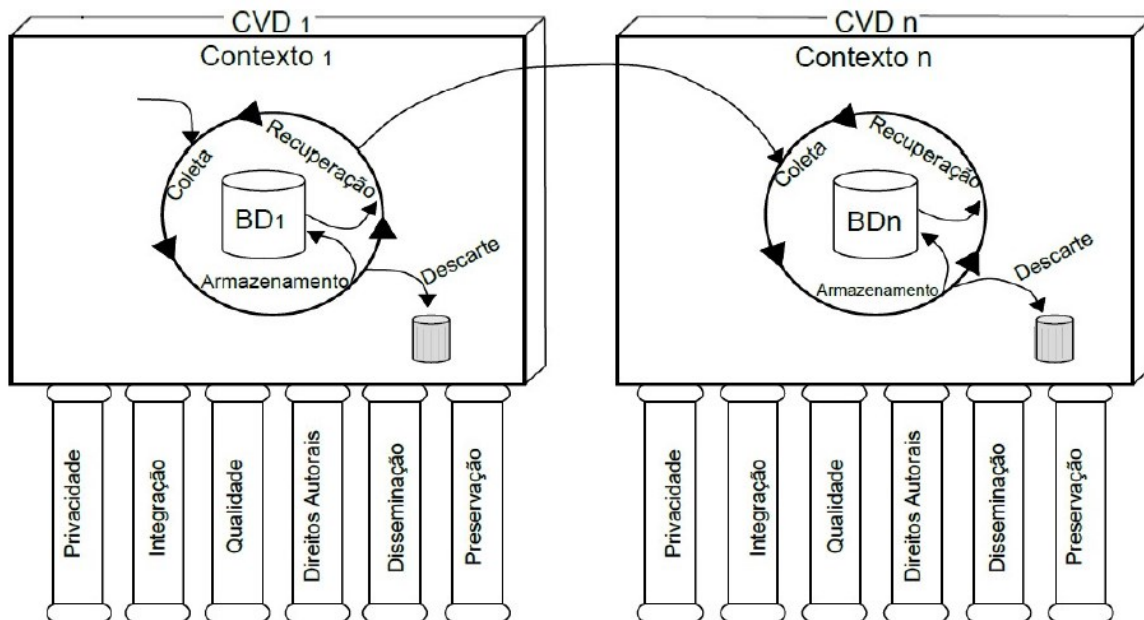 CVD 1
Contexto 1
Coleta
Recuperação
BD1
Armazenamento
Descarte
Privacidade
Integração
Qualidade
Direitos Autorais
Disseminação
Preservação
CVD n
Contexto n
Coleta
Recuperação
BDn
Armazenamento
Descarte
Privacidade
Integração
Qualidade
Direitos Autorais
Disseminação
Preservação